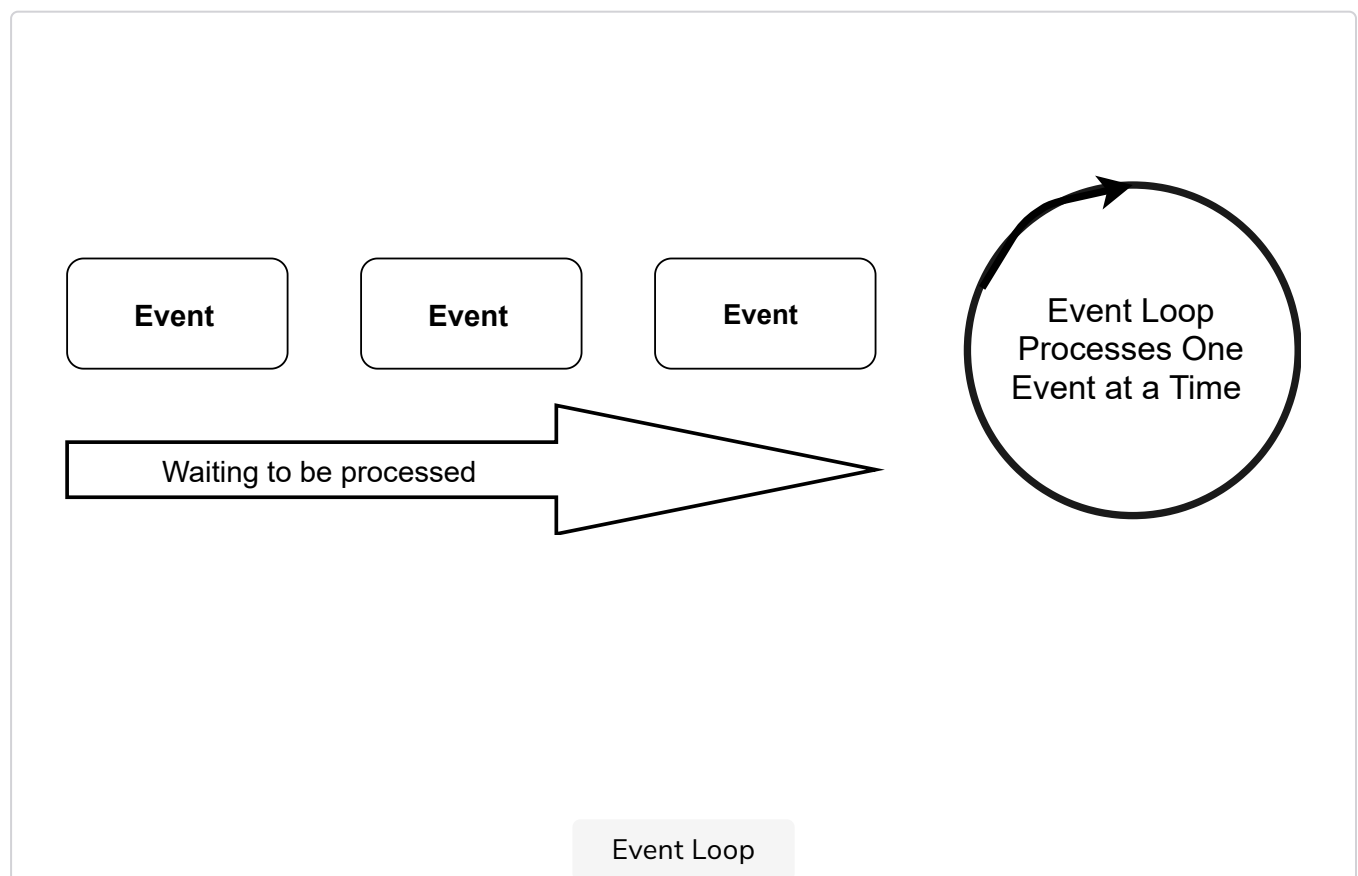 Event
Event
Event
Event Loop
Processes One
Event at a Time
Waiting to be processed
Event Loop